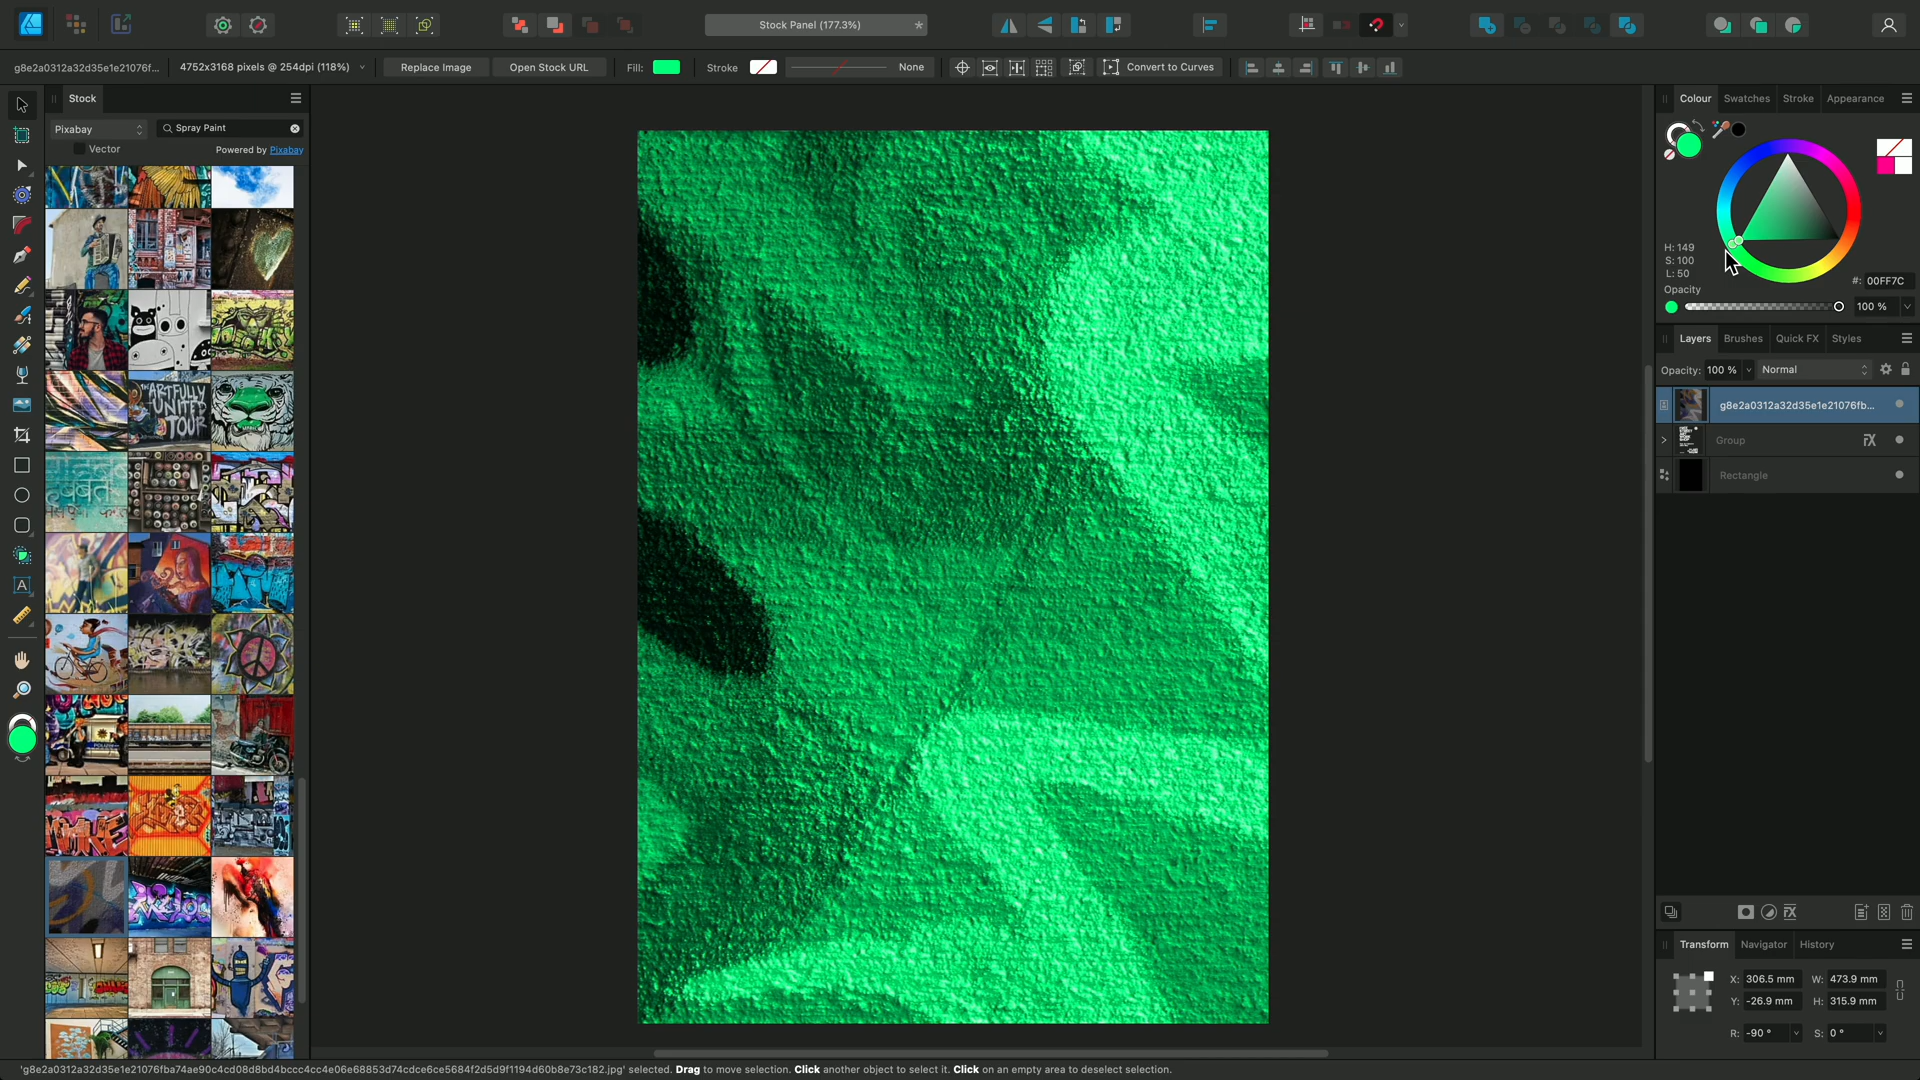 Stock Panel (177.3%)
*
g8e2a0312a32d35e1e21076f...
4752x3168 pixels @ 254dpi (118%)
Replace Image
Open Stock URL
Fill:
Stroke
None
Convert to Curves
Stock
Pixabay
Spray Paint
Vector
Powered by Pixabay
ARTFULLY
UNITED
TOUR
Colour
Swatches
Stroke
Appearance
H: 149
S: 100
L: 50
#: 00FF7C
Opacity
100 %
Layers
Brushes
Quick FX
Styles
Opacity: 100 %
Normal
g8e2a0312a32d35e1e21076fb...
Group
Rectangle
Transform
Navigator
History
X: 306.5 mm
W: 473.9 mm
Y: -26.9 mm
H: 315.9 mm
R: -90 °
S: 0 °
'g8e2a0312a32d35e1e21076fba74ae90c4cd08d8bd4bccc4cc4e06e68853d74cdce6ce5684f2d5d9f1194d60b8e73c182.jpg' selected. Drag to move selection. Click another object to select it. Click on an empty area to deselect selection.